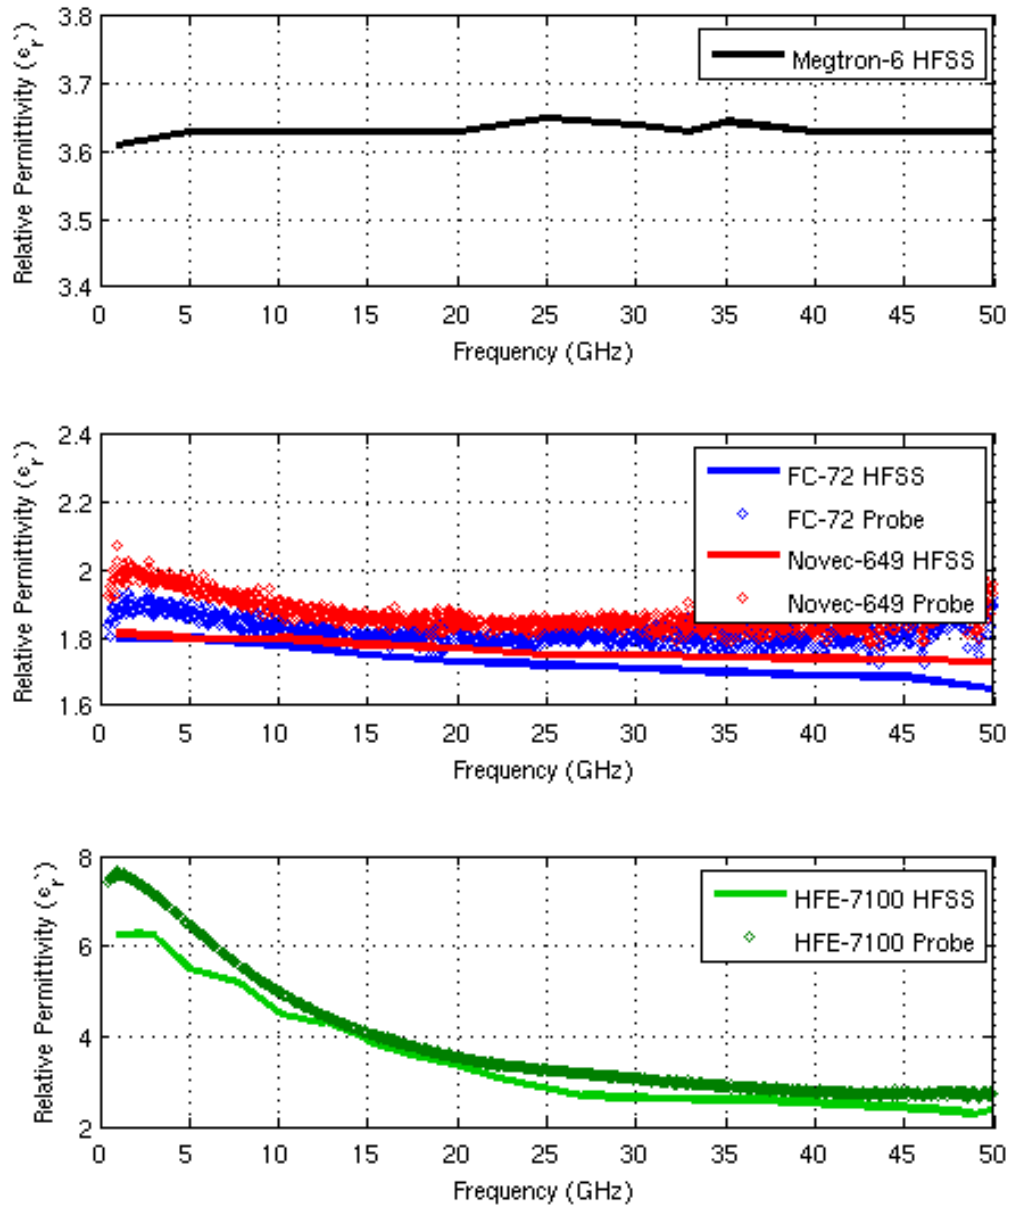 3.8
3.7
3.6
3.5
3.4
Relative Permittivity (ϵr`)
Megtron-6 HFSS
0 5 10 15 20 25 30 35 40 45 50
Frequency (GHz)
2.4
2.2
2
1.8
1.6
Relative Permittivity (ϵr`)
FC-72 HFSS
FC-72 Probe
Novec-649 HFSS
Novec-649 Probe
0 5 10 15 20 25 30 35 40 45 50
Frequency (GHz)
8
6
4
2
Relative Permittivity (ϵr`)
HFE-7100 HFSS
HFE-7100 Probe
0 5 10 15 20 25 30 35 40 45 50
Frequency (GHz)